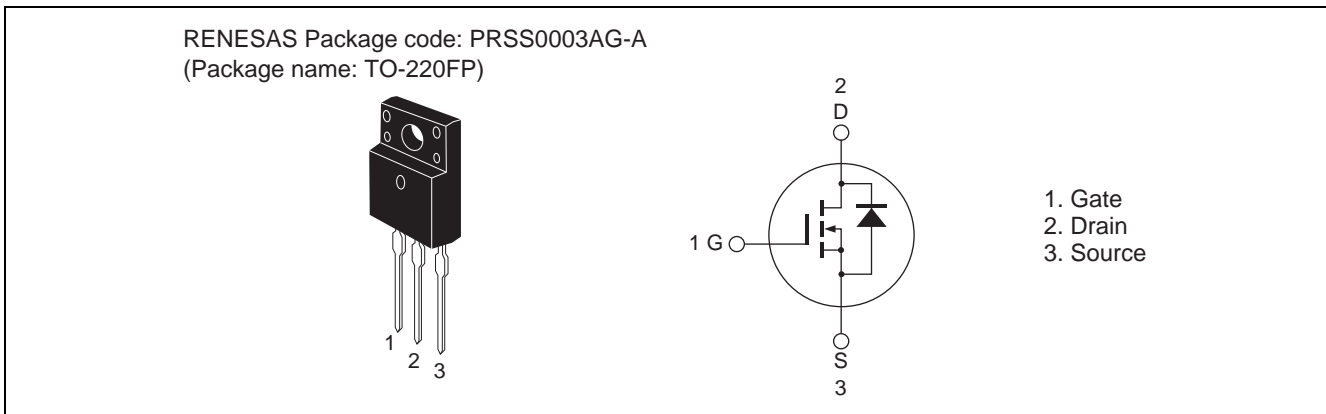 RENESAS Package code: PRSS0003AG-A
(Package name: TO-220FP)
1
2
3
2
D
1 G
S
3
1. Gate
2. Drain
3. Source